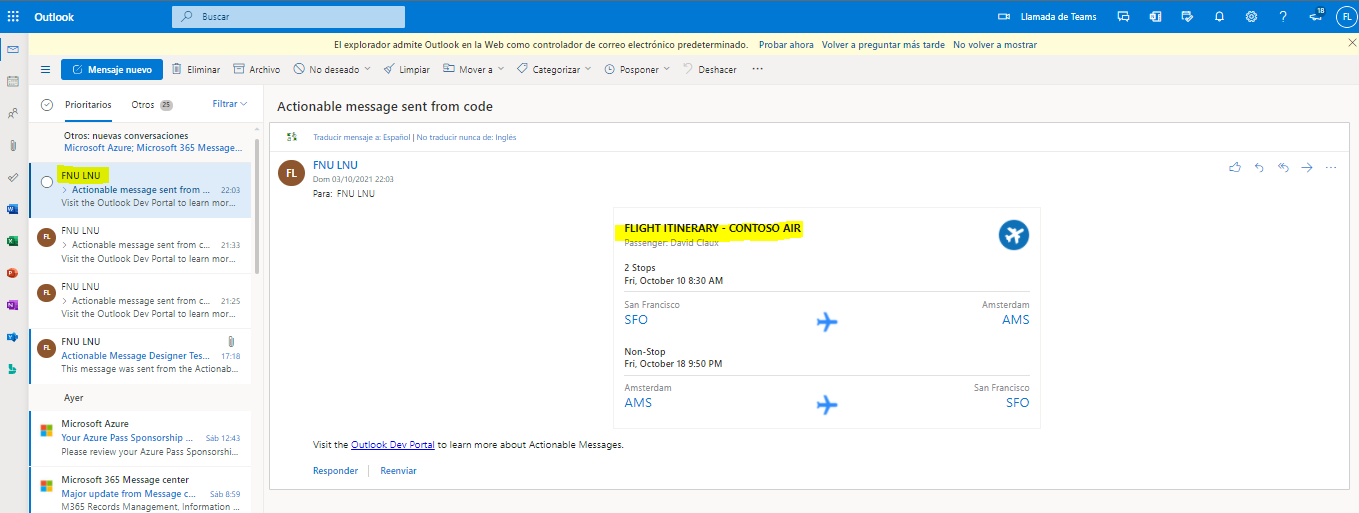 Outlook
Buscar
Llamada de Teams
18
FL
El explorador admite Outlook en la Web como controlador de correo electrónico predeterminado. Probar ahora Volver a preguntar más tarde No volver a mostrar
Mensaje nuevo
Eliminar
Archivo
No deseado
Limpiar
Mover a
Categorizar
Posponer
Deshacer
Prioritarios
Otros 25
Filtrar
Otros: nuevas conversaciones
Microsoft Azure; Microsoft 365 Message...
FNU LNU
Actionable message sent from ... 22:03
Visit the Outlook Dev Portal to learn mor...
FL
FNU LNU
Actionable message sent from c... 21:33
Visit the Outlook Dev Portal to learn mor...
FL
FNU LNU
Actionable message sent from c... 21:25
Visit the Outlook Dev Portal to learn mor...
FL
FNU LNU
Actionable Message Designer Tes... 17:18
This message was sent from the Actionab...
Ayer
Microsoft Azure
Your Azure Pass Sponsorship ... Sáb 12:43
Please review your Azure Pass Sponsorshi...
Microsoft 365 Message center
Major update from Message c... Sáb 8:59
M365 Records Management, Information ...
Actionable message sent from code
Traducir mensaje a: Español | No traducir nunca de: Inglés
FL
FNU LNU
Dom 03/10/2021 22:03
Para: FNU LNU
FLIGHT ITINERARY - CONTOSO AIR
Passenger: David Claux
2 Stops
Fri, October 10 8:30 AM
San Francisco Amsterdam
SFO AMS
Non-Stop
Fri, October 18 9:50 PM
Amsterdam San Francisco
AMS SFO
Visit the Outlook Dev Portal to learn more about Actionable Messages.
Responder
Reenviar